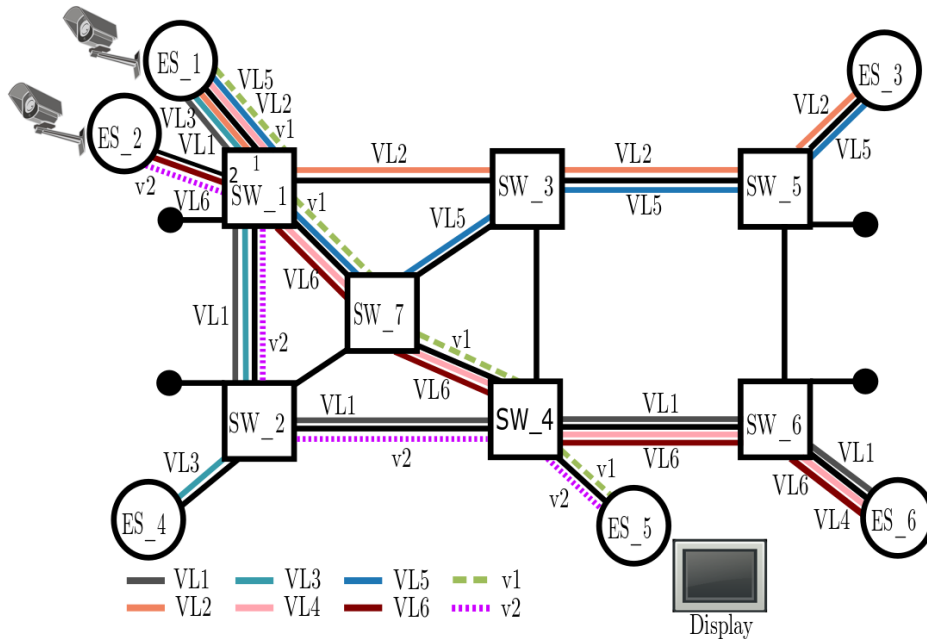 ES_1
VL5
VL2
v1
VL3
ES_2
VL1
v2
VL6
1
2
SW_1
VL2
SW_3
VL2
VL5
SW_5
VL2
VL5
ES_3
v1
VL5
VL6
SW_7
VL1
v2
v1
VL6
SW_2
VL1
v2
SW_4
VL1
VL6
SW_6
VL3
ES_4
v1
v2
ES_5
VL1
VL6
VL4
ES_6
VL1 VL3 VL5 v1
VL2 VL4 VL6 v2
Display